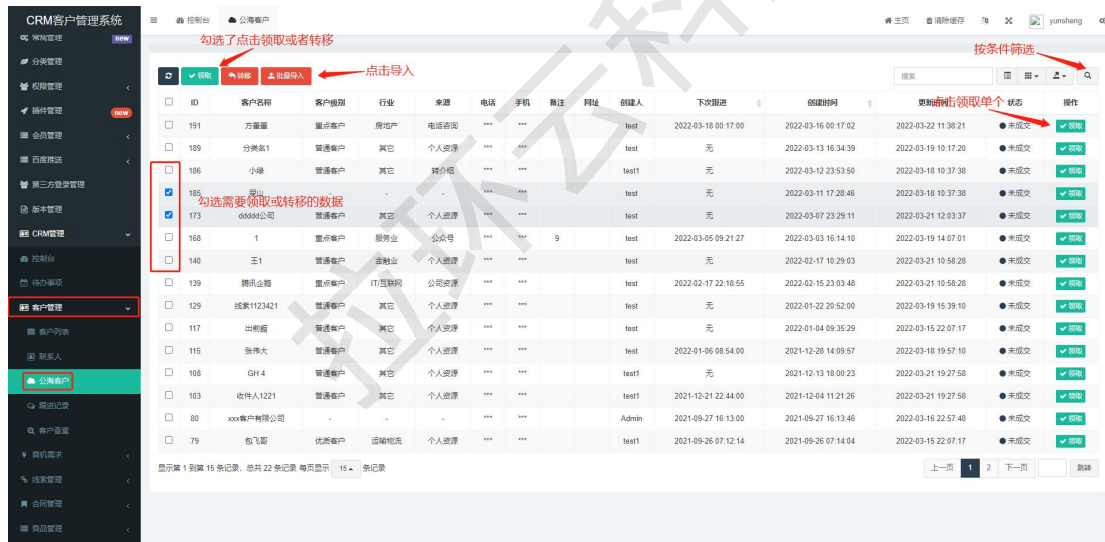 CRM客户管理系统
控制台
公海客户
主页
清除缓存
yunsheng
常规管理 new
分类管理
权限管理
插件管理 new
会员管理
百度推送
第三方登录管理
版本管理
CRM管理
控制台
待办事项
客户管理
客户列表
联系人
公海客户
跟进记录
客户查重
商机需求
线索管理
合同管理
商品管理
勾选了点击领取或者转移
点击导入
按条件筛选
领取 转移 批量导入
搜索
点击领取单个
勾选需要领取或转移的数据
ID 客户名称 客户级别 行业 来源 电话 手机 备注 网址 创建人 下次跟进 创建时间 状态 操作
191 方董董 重点客户 房地产 电话咨询 *** *** test 2022-03-18 00:17:00 2022-03-16 00:17:02 2022-03-22 11:38:21 未成交 领取
189 分类名1 普通客户 其它 个人资源 *** *** test 无 2022-03-13 16:34:39 2022-03-19 10:17:20 未成交 领取
186 小绿 普通客户 其它 转介绍 *** *** test1 无 2022-03-12 23:53:50 2022-03-18 10:37:38 未成交 领取
185 - - *** *** test 无 2022-03-11 17:28:46 2022-03-18 10:37:38 未成交 领取
173 ddddd公司 普通客户 其它 个人资源 *** *** test 无 2022-03-07 23:29:11 2022-03-21 12:03:37 未成交 领取
168 1 重点客户 服务业 公众号 *** *** 9 test 2022-03-05 09:21:27 2022-03-03 16:14:10 2022-03-19 14:07:01 未成交 领取
140 王1 普通客户 金融业 个人资源 *** *** test 无 2022-02-17 10:29:03 2022-03-21 10:58:28 未成交 领取
139 腾讯企鹅 重点客户 IT/互联网 公司资源 *** *** test 2022-02-17 22:18:55 2022-02-15 23:03:48 2022-03-21 10:58:28 未成交 领取
129 线索1123421 普通客户 其它 个人资源 *** *** test 无 2022-01-22 20:52:00 2022-03-19 15:39:10 未成交 领取
117 出前 普通客户 其它 个人资源 *** *** test 无 2022-01-04 09:35:29 2022-03-15 22:07:17 未成交 领取
115 张伟大 普通客户 其它 个人资源 *** *** test 2022-01-06 08:54:00 2021-12-28 14:09:57 2022-03-18 19:57:10 未成交 领取
108 GH 4 普通客户 其它 个人资源 *** *** test1 无 2021-12-13 18:00:23 2022-03-21 19:27:58 未成交 领取
103 收件人1221 普通客户 其它 个人资源 *** *** test1 2021-12-21 22:44:00 2021-12-04 11:21:26 2022-03-21 19:27:58 未成交 领取
80 xxx客户有限公司 - - - *** *** Admin 2021-09-27 16:13:00 2021-09-27 16:13:46 2022-03-16 22:57:48 未成交 领取
79 包飞哥 优质客户 运输物流 个人资源 *** *** test1 2021-09-26 07:12:14 2021-09-26 07:14:04 2022-03-15 22:07:17 未成交 领取
显示第 1 到第 15 条记录，总共 22 条记录 每页显示 15 条记录
上一页 1 2 下一页 跳转